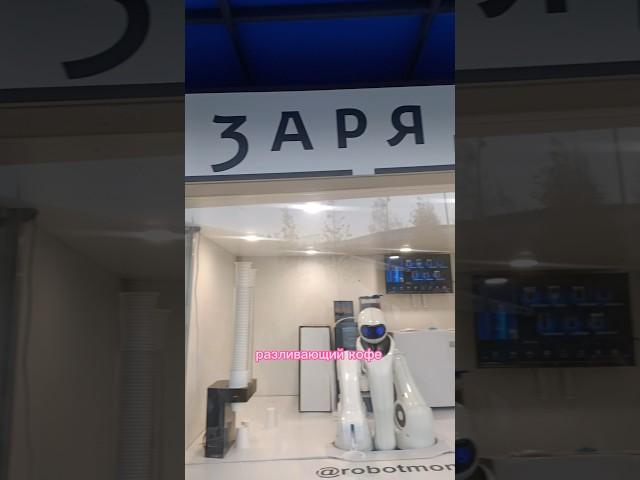 ЗАРЯ
разливающий кофе
@robotmon